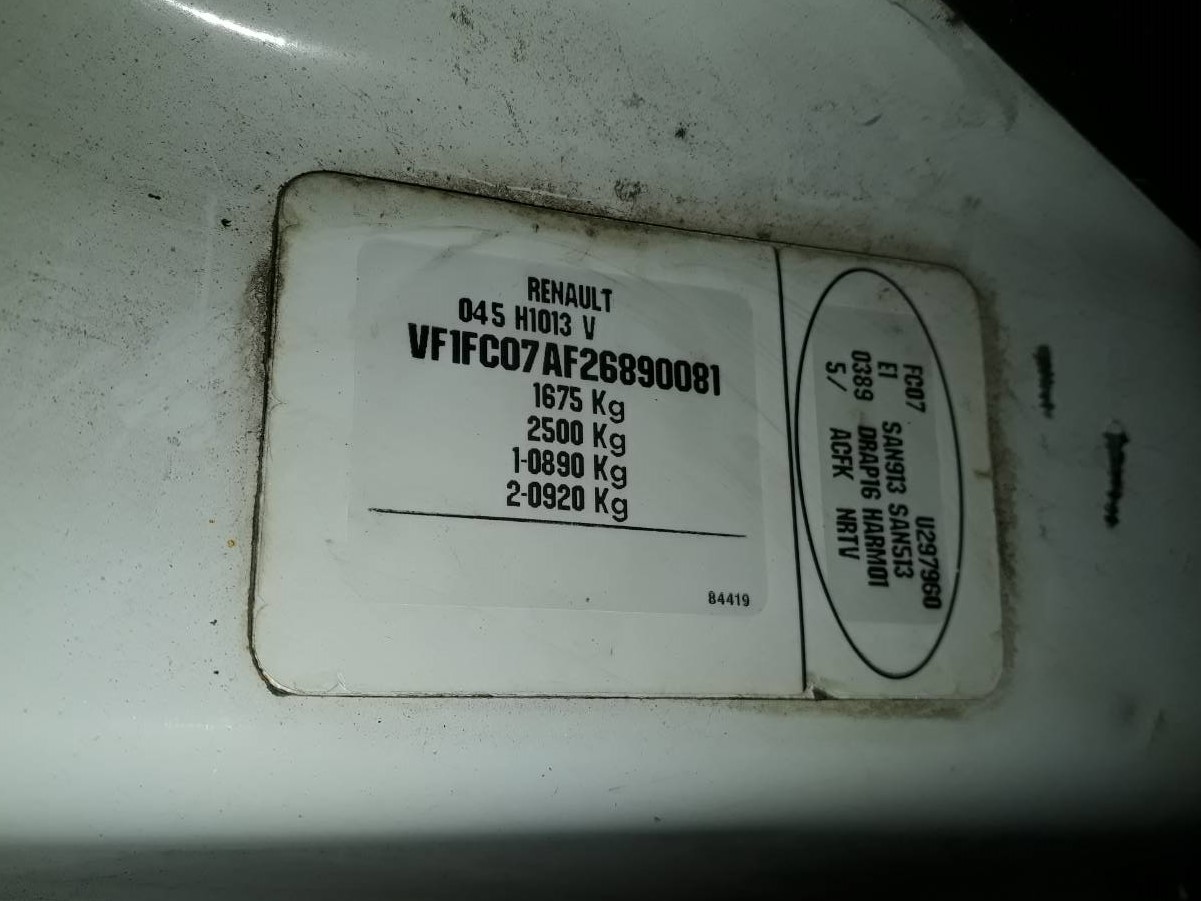 RENAULT
045 H1013 V
VF1FC07AF26890081
1675 Kg
2500 Kg
1-0890 Kg
2-0920 Kg
84419
U297960
FC07 SAN913 SAN513
EI DRAP16 HARM01
0389 ACFK NRTV
5/